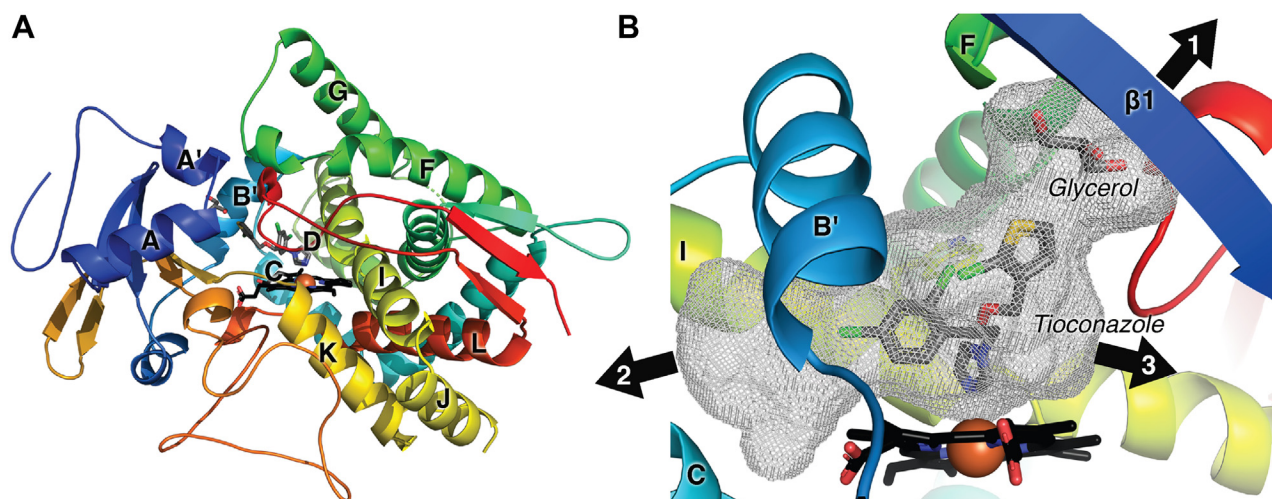 A
B
G
A'
F
B'
A
D
C
I
K
L
J
F
1
β1
Glycerol
B'
I
Tioconazole
2
3
C